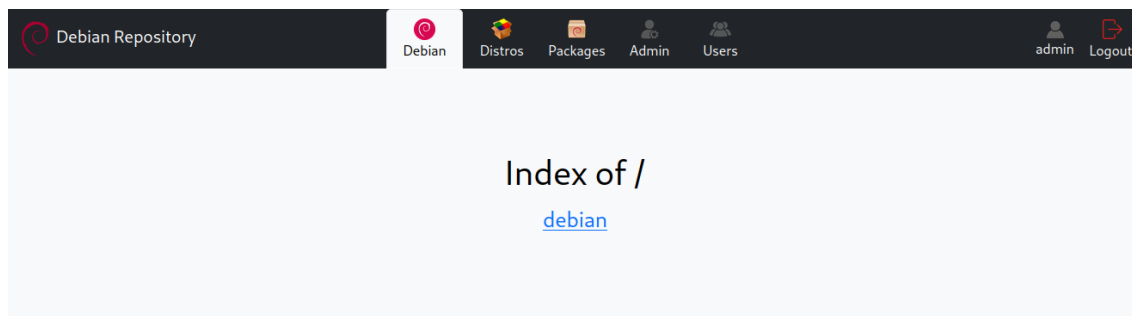 Debian Repository
Debian
Distros
Packages
Admin
Users
admin
Logout
Index of /
debian